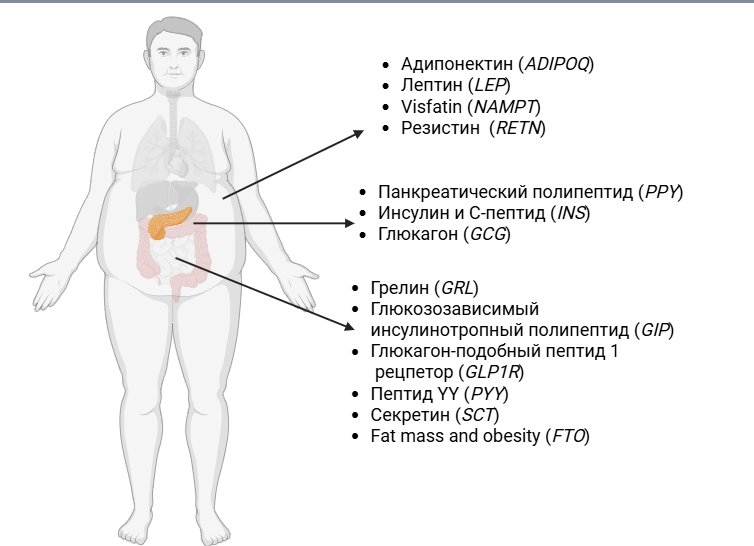 • Адипонектин (ADIPOQ)
• Лептин (LEP)
• Visfatin (NAMPT)
• Резистин (RETN)
• Панкреатический полипептид (PPY)
• Инсулин и С-пептид (INS)
• Глюкагон (GCG)
• Грелин (GRL)
• Глюкозозависимый
инсулинотропный полипептид (GIP)
• Глюкагон-подобный пептид 1
рецпетор (GLP1R)
• Пептид YY (PYY)
• Секретин (SCT)
• Fat mass and obesity (FTO)